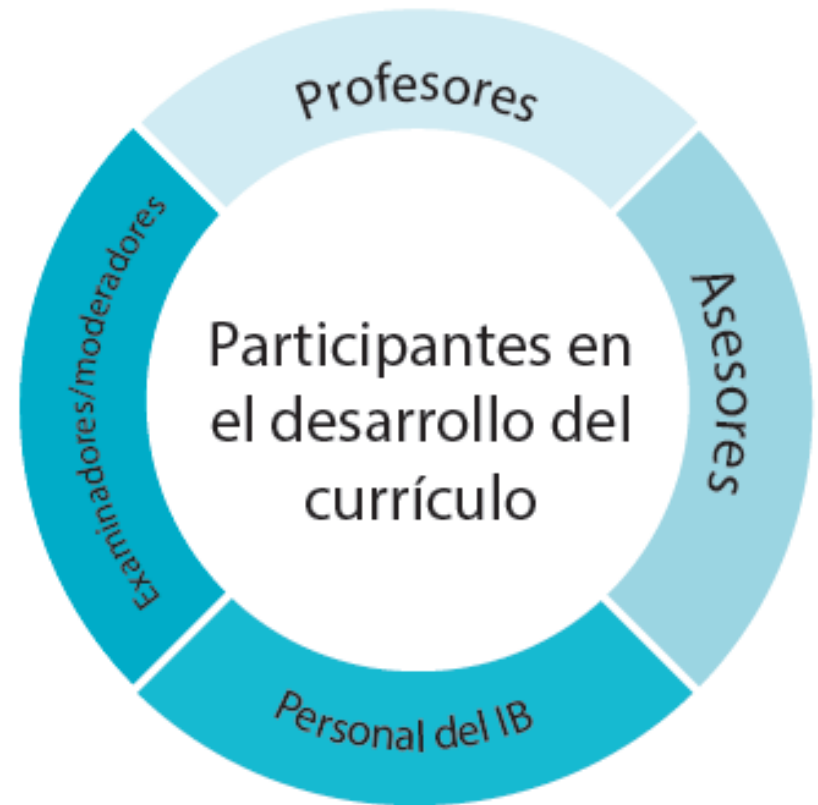 Profesores
Asesores
Participantes en
el desarrollo del
currículo
Examinadores/moderadores
Personal del IB